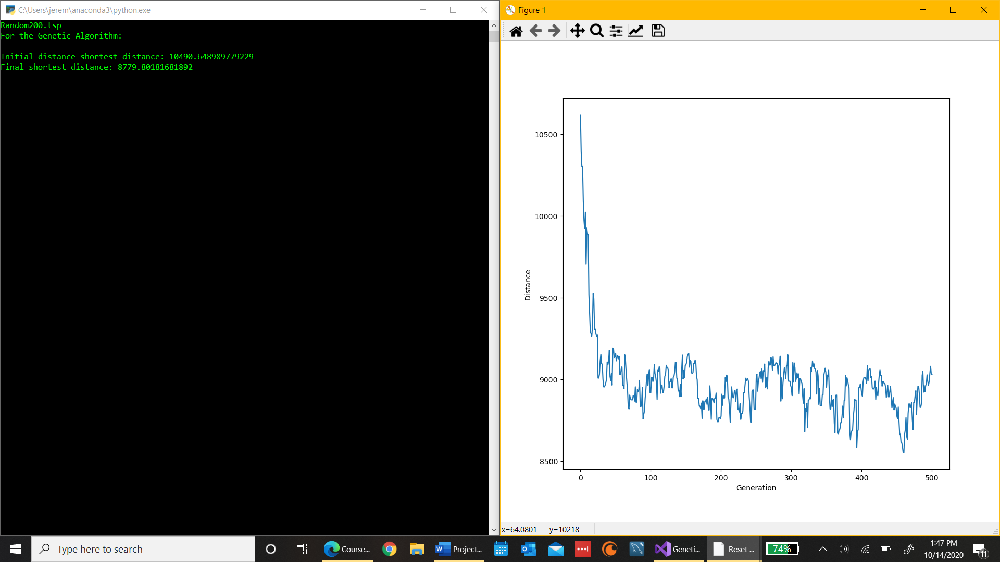 C:\Users\jerem\anaconda3\python.exe
Random200.tsp
For the Genetic Algorithm:
Initial distance shortest distance: 10490.648989779229
Final shortest distance: 8779.80181681892
Figure 1
10500
10000
9500
9000
8500
Distance
0 100 200 300 400 500
Generation
x=64.0801 y=10218
Type here to search
Course...
Project...
Geneti...
Reset ...
74%
1:47 PM
10/14/2020
11